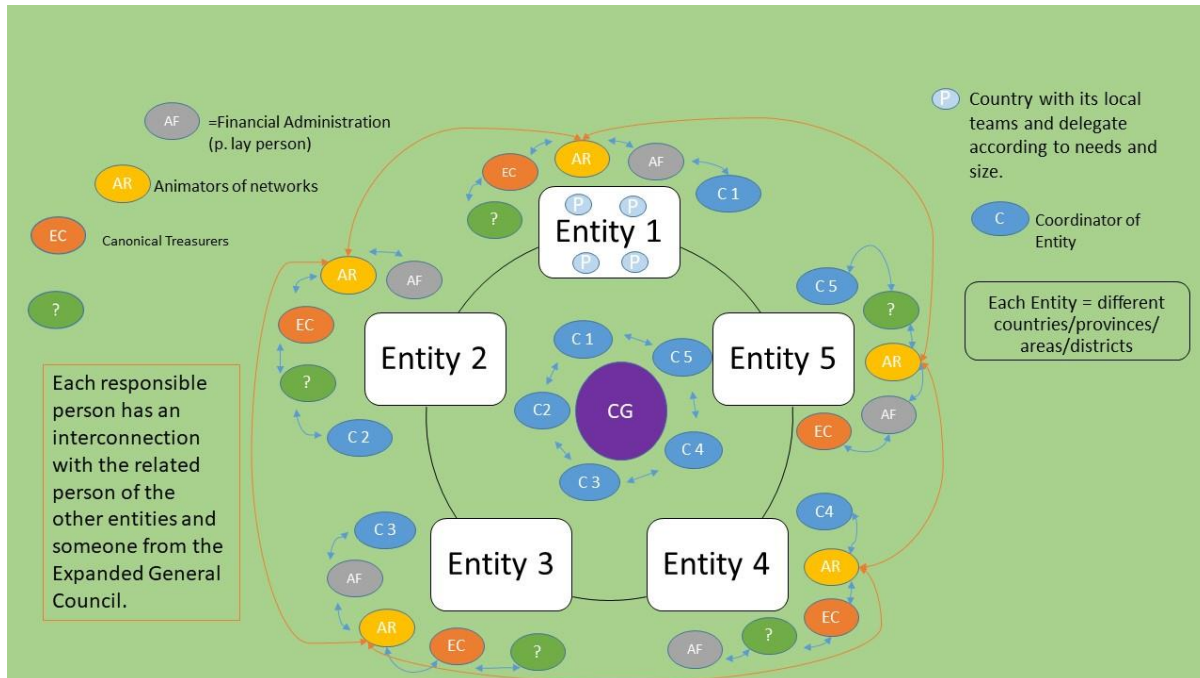 AF
=Financial Administration
(p. lay person)
AR
Animators of networks
EC
Canonical Treasurers
?
Each responsible
person has an
interconnection
with the related
person of the
other entities and
someone from the
Expanded General
Council.
P
Country with its local
teams and delegate
according to needs and
size.
C
Coordinator of
Entity
Each Entity = different
countries/provinces/
areas/districts
?
EC
AR
AF
C 1
P
P
Entity 1
P
P
AR
AF
EC
?
C 2
Entity 2
C 5
?
AR
AF
EC
Entity 5
C 1
C 5
C2
CG
C 4
C 3
C 3
AF
AR
EC
?
Entity 3
Entity 4
C4
AR
EC
?
AF